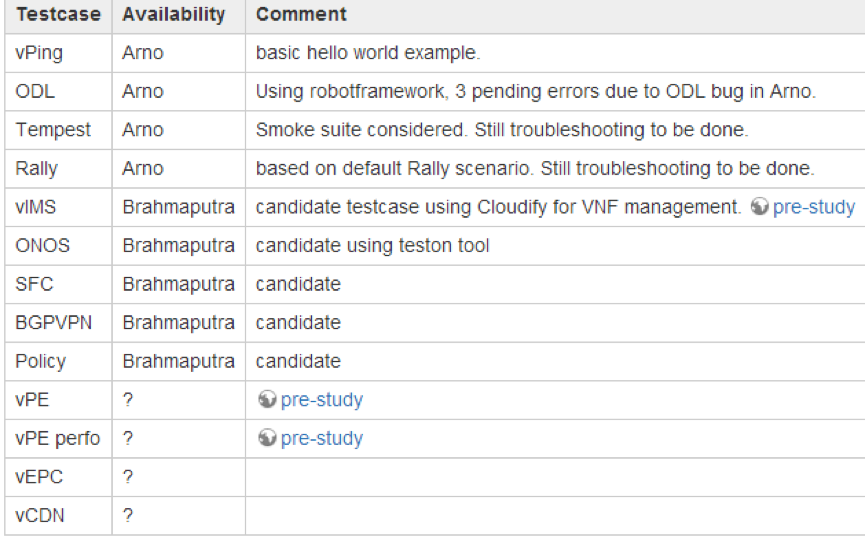 Testcase Availability Comment
vPing Arno basic hello world example.
ODL Arno Using robotframework, 3 pending errors due to ODL bug in Arno.
Tempest Arno Smoke suite considered. Still troubleshooting to be done.
Rally Arno based on default Rally scenario. Still troubleshooting to be done.
vIMS Brahmaputra candidate testcase using Cloudify for VNF management. pre-study
ONOS Brahmaputra candidate using teston tool
SFC Brahmaputra candidate
BGPVPN Brahmaputra candidate
Policy Brahmaputra candidate
vPE ? pre-study
vPE perfo ? pre-study
vEPC ?
vCDN ?